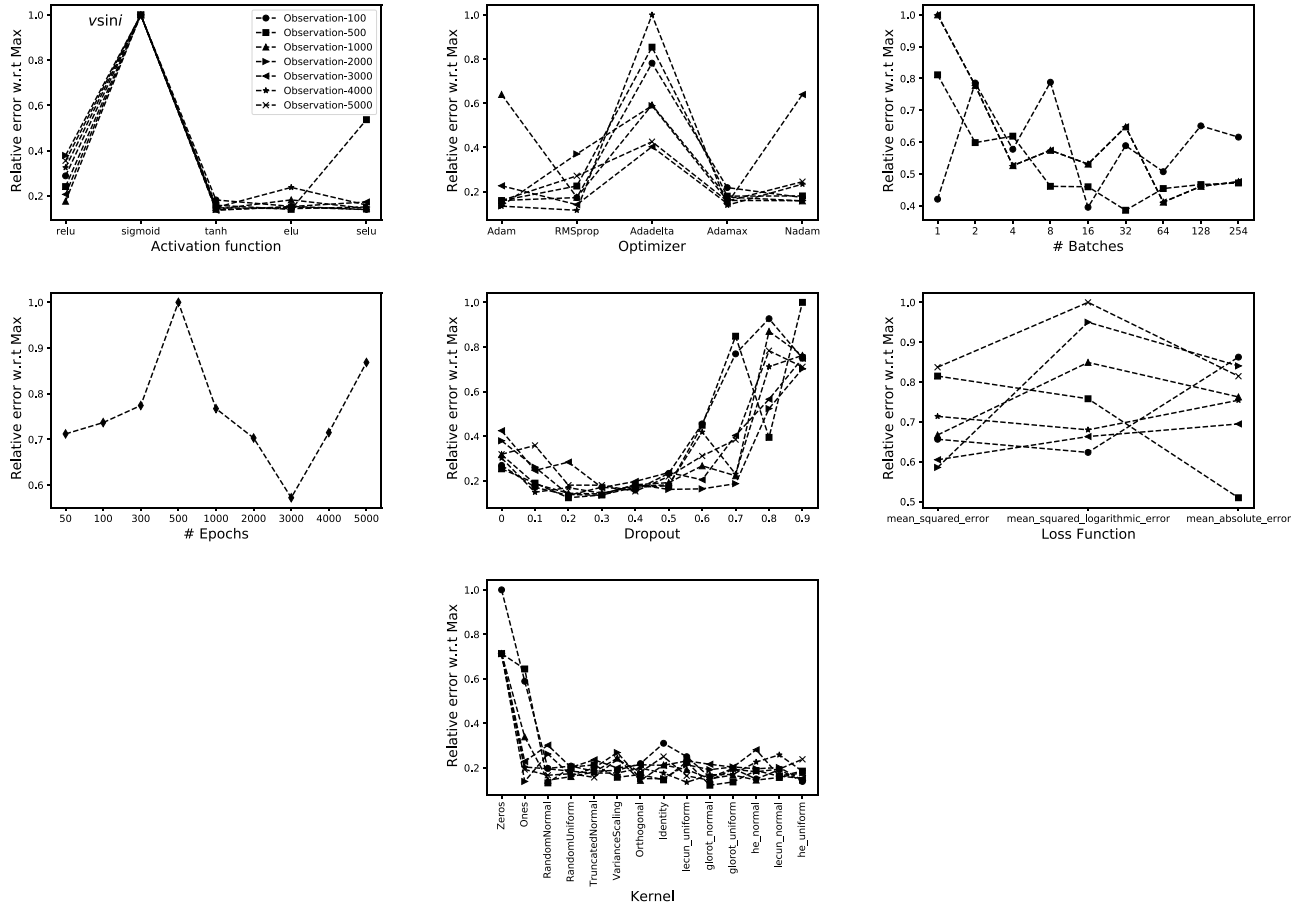 vsini
Relative error w.r.t Max
1.0
0.8
0.6
0.4
0.2
Observation-100
Observation-500
Observation-1000
Observation-2000
Observation-3000
Observation-4000
Observation-5000
relu sigmoid tanh elu selu
Activation function
Relative error w.r.t Max
1.0
0.8
0.6
0.4
0.2
Adam RMSprop Adadelta Adamax Nadam
Optimizer
Relative error w.r.t Max
1.0
0.9
0.8
0.7
0.6
0.5
0.4
1 2 4 8 16 32 64 128 254
# Batches
Relative error w.r.t Max
1.0
0.9
0.8
0.7
0.6
50 100 300 500 1000 2000 3000 4000 5000
# Epochs
Relative error w.r.t Max
1.0
0.8
0.6
0.4
0.2
0 0.1 0.2 0.3 0.4 0.5 0.6 0.7 0.8 0.9
Dropout
Relative error w.r.t Max
1.0
0.9
0.8
0.7
0.6
0.5
mean_squared_error mean_squared_logarithmic_error mean_absolute_error
Loss Function
Relative error w.r.t Max
1.0
0.8
0.6
0.4
0.2
Zeros
Ones
RandomNormal
RandomUniform
TruncatedNormal
VarianceScaling
Orthogonal
Identity
lecun_uniform
glorot_normal
glorot_uniform
he_normal
lecun_normal
he_uniform
Kernel